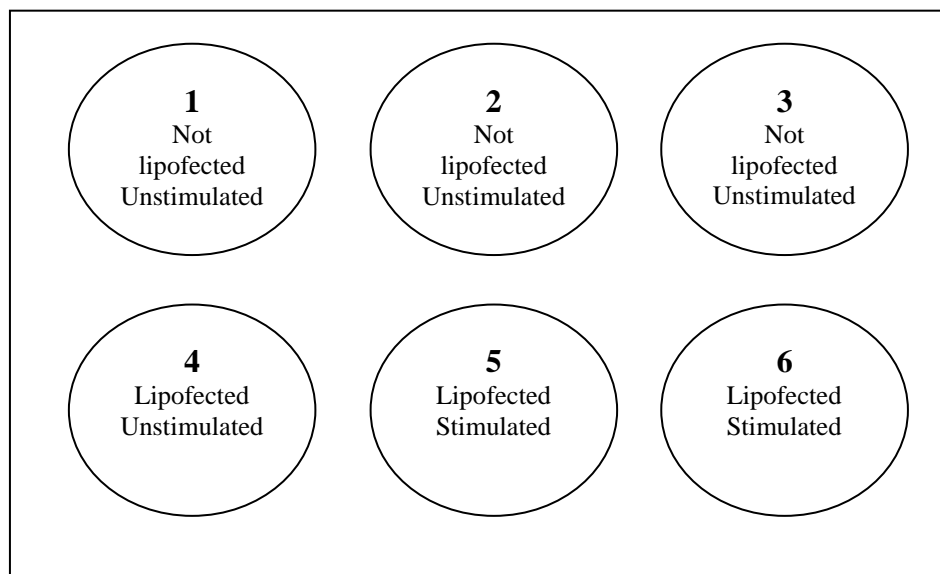 1
Not
lipofected
Unstimulated
2
Not
lipofected
Unstimulated
3
Not
lipofected
Unstimulated
4
Lipofected
Unstimulated
5
Lipofected
Stimulated
6
Lipofected
Stimulated